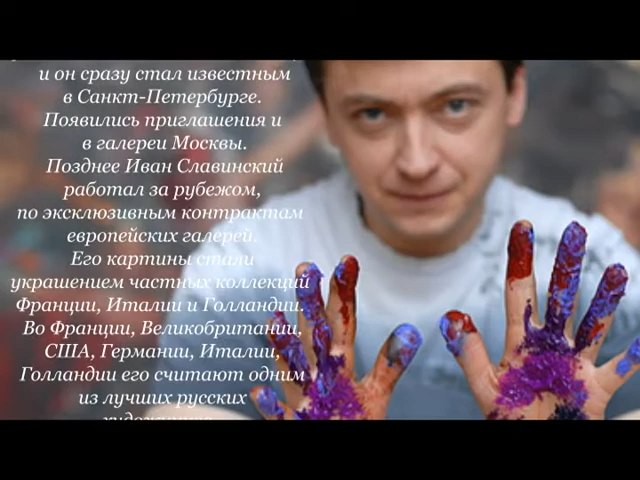 и он сразу стал известным
в Санкт-Петербурге.
Появились приглашения и
в галереи Москвы.
Позднее Иван Славинский
работал за рубежом,
по эксклюзивным контрактам
европейских галерей.
Его картины стали
украшением частных коллекций
Франции, Италии и Голландии.
Во Франции, Великобритании,
США, Германии, Италии,
Голландии его считают одним
из лучших русских